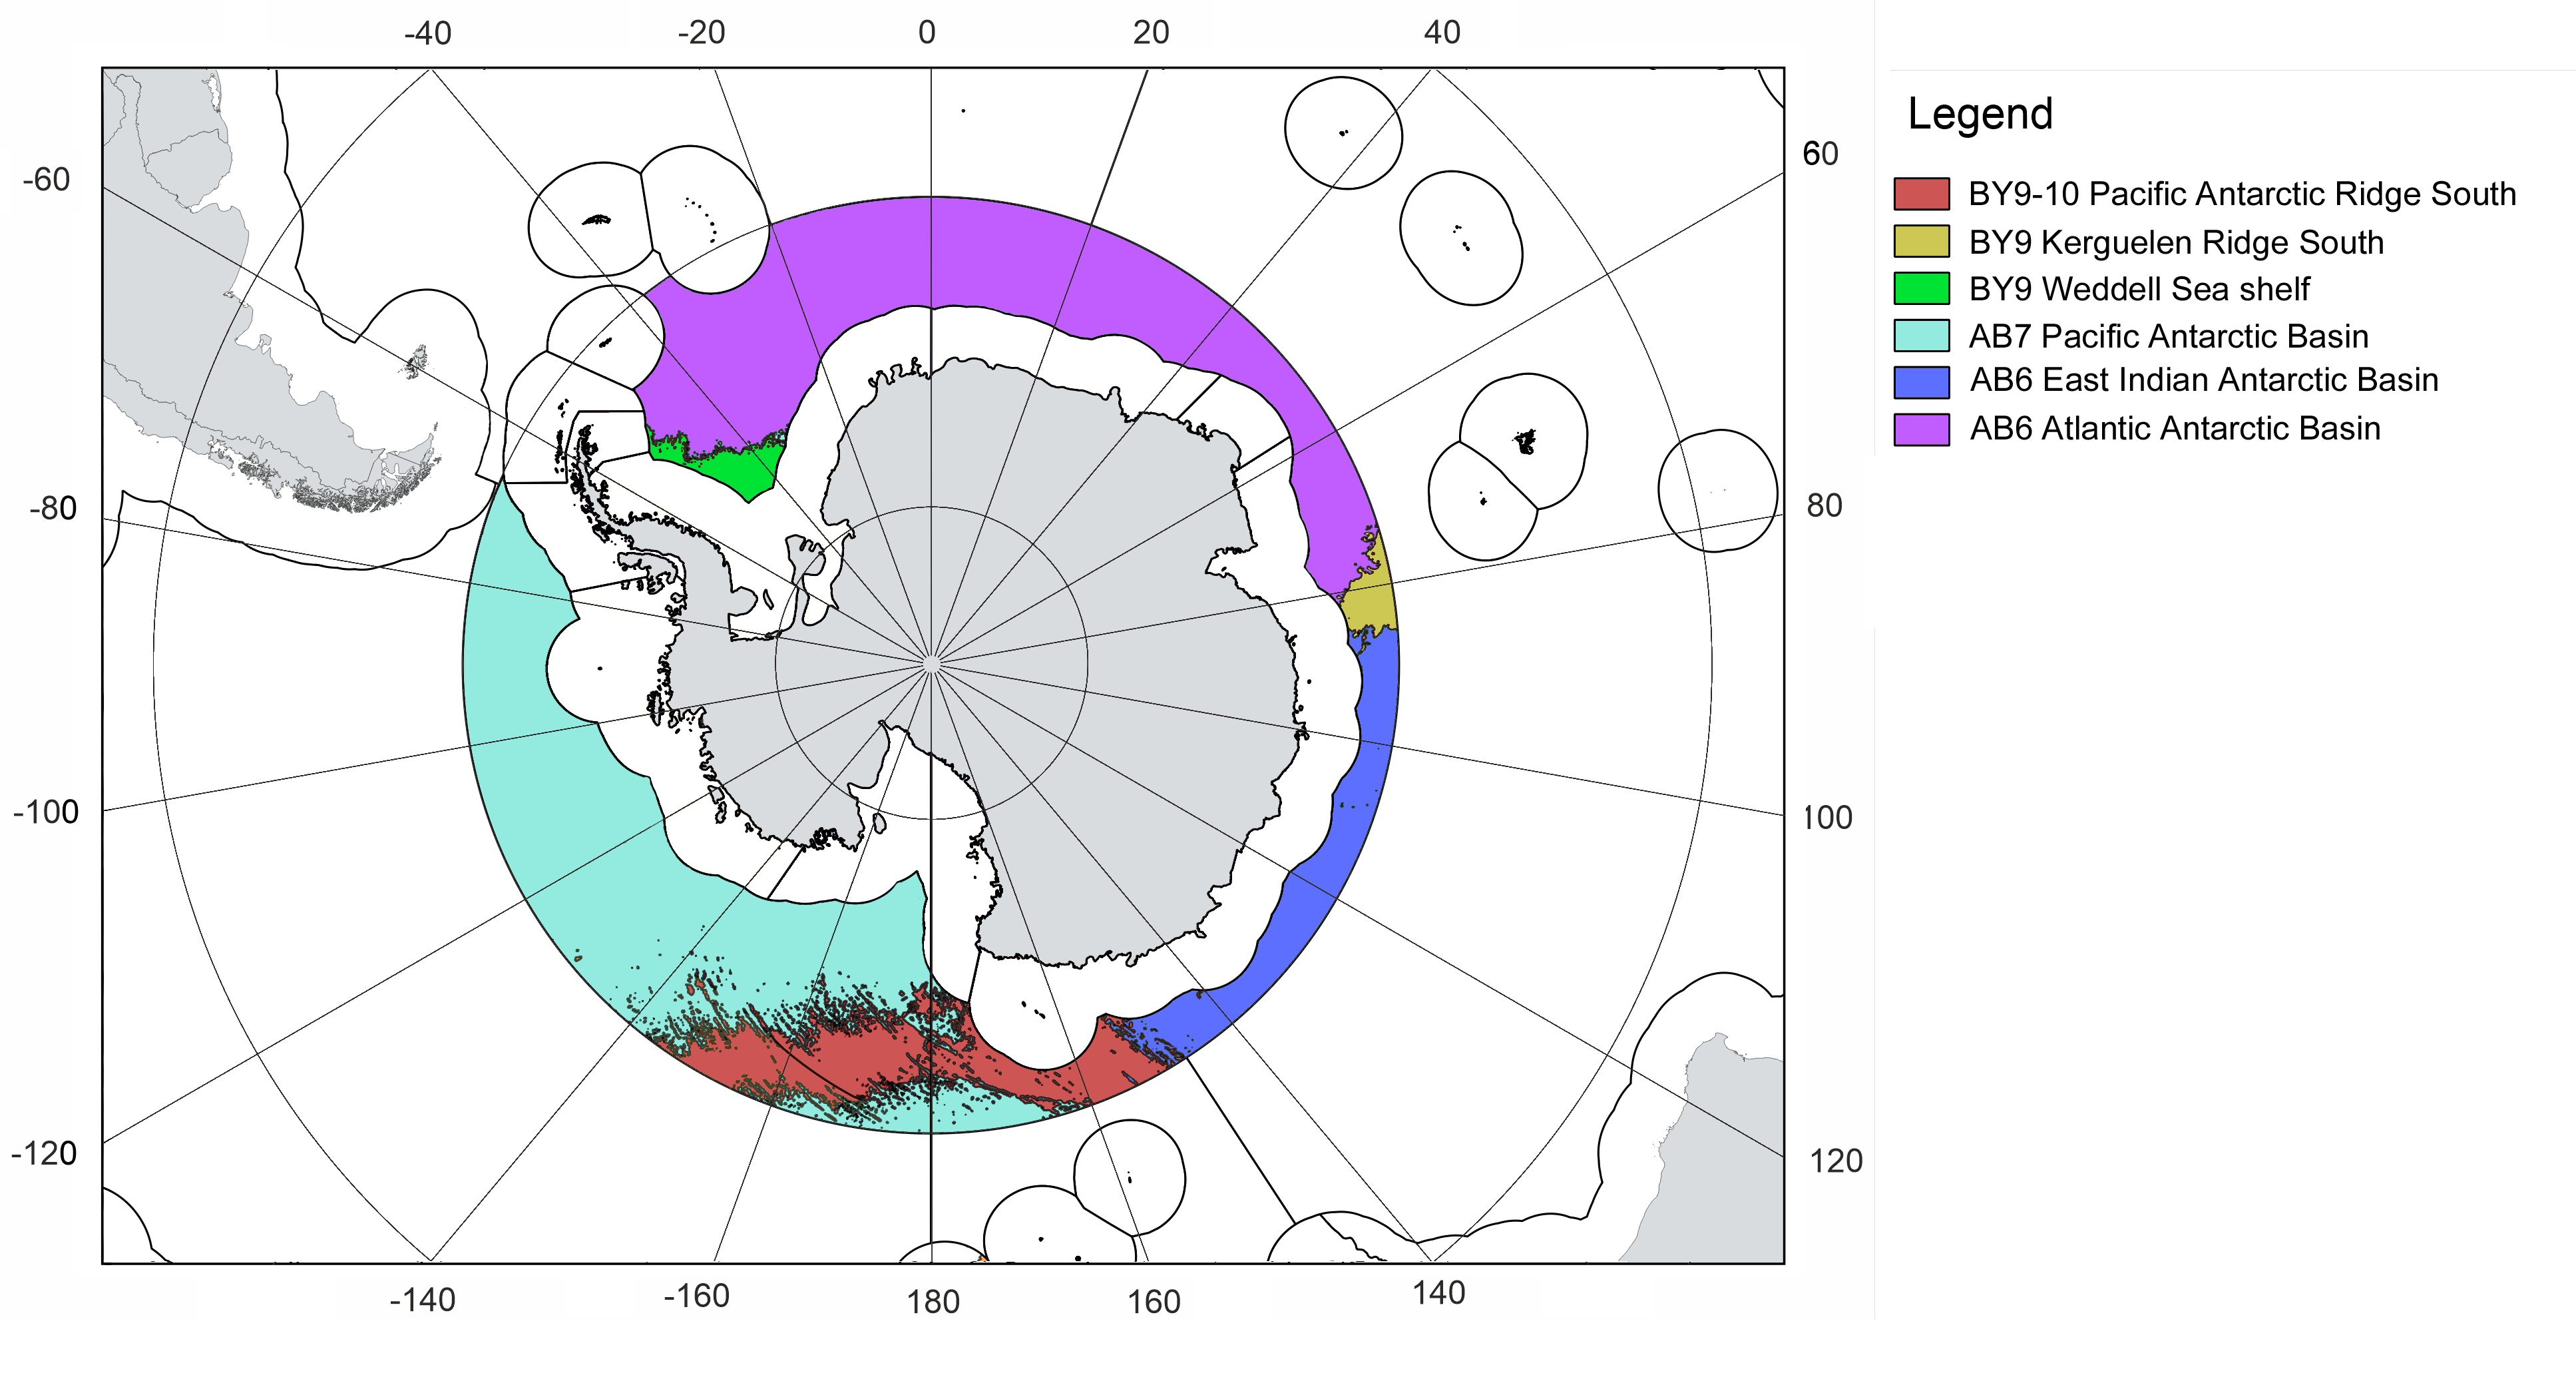 -40 -20 0 20 40
Legend
60
-60
BY9-10 Pacific Antarctic Ridge South
BY9 Kerguelen Ridge South
BY9 Weddell Sea shelf
AB7 Pacific Antarctic Basin
AB6 East Indian Antarctic Basin
AB6 Atlantic Antarctic Basin
-80
80
-100
100
-120
120
-140 -160 180 160 140